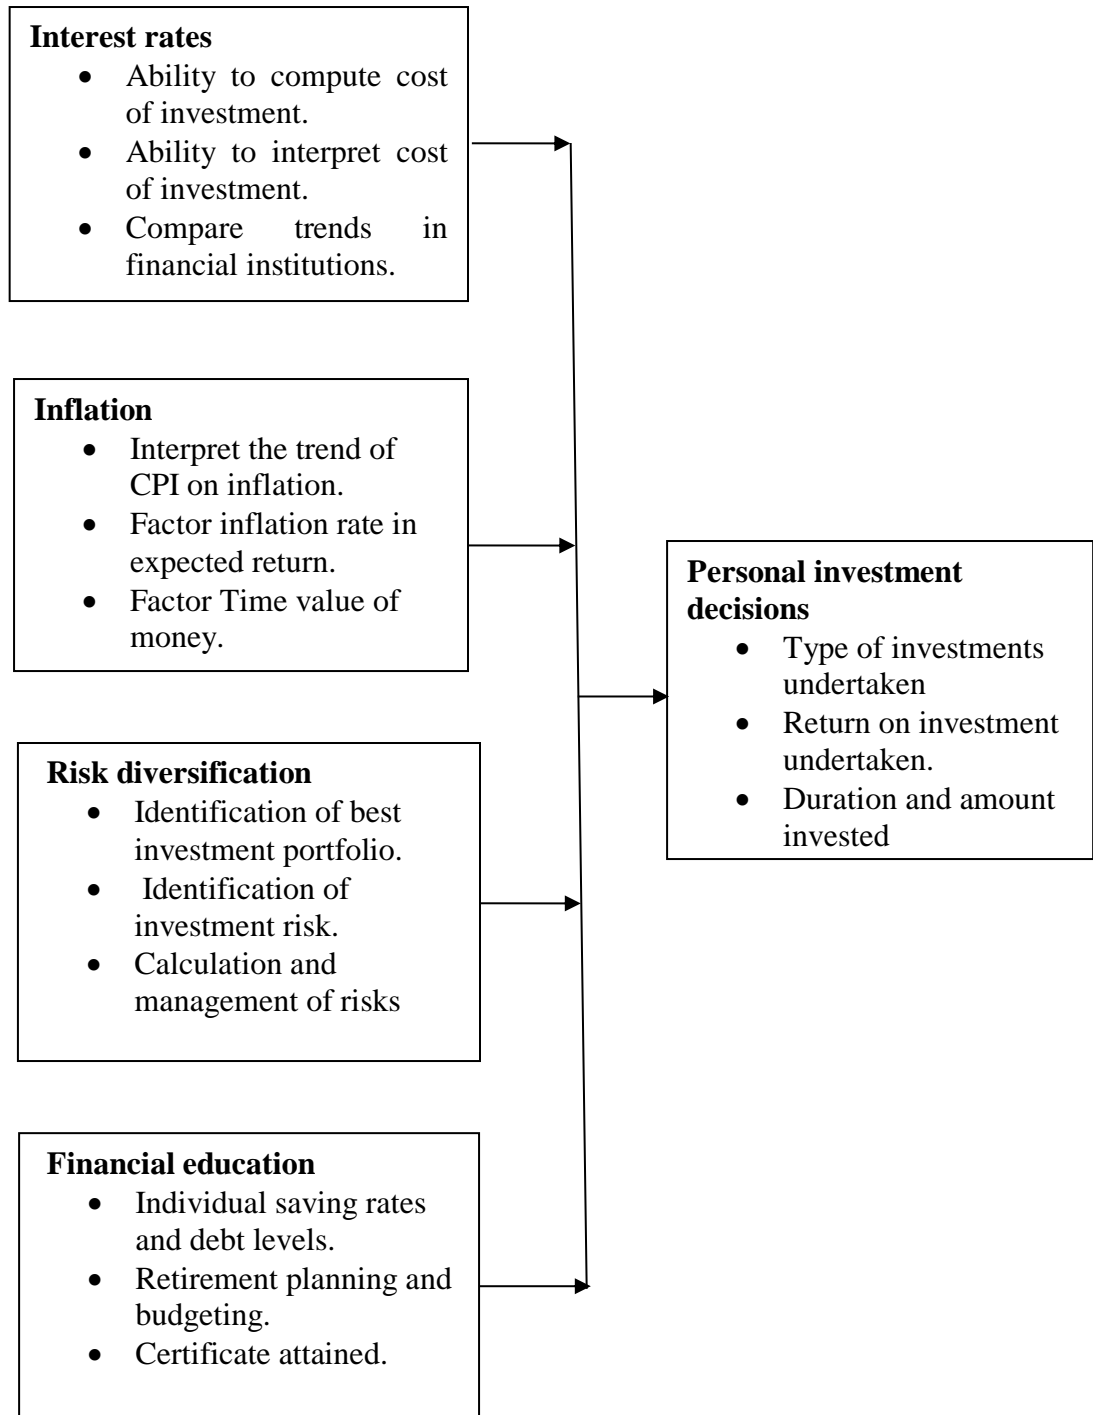 Interest rates
• Ability to compute cost
of investment.
• Ability to interpret cost
of investment.
• Compare trends in
financial institutions.
Inflation
• Interpret the trend of
CPI on inflation.
• Factor inflation rate in
expected return.
• Factor Time value of
money.
Personal investment
decisions
• Type of investments
undertaken
• Return on investment
undertaken.
• Duration and amount
invested
Risk diversification
• Identification of best
investment portfolio.
• Identification of
investment risk.
• Calculation and
management of risks
Financial education
• Individual saving rates
and debt levels.
• Retirement planning and
budgeting.
• Certificate attained.